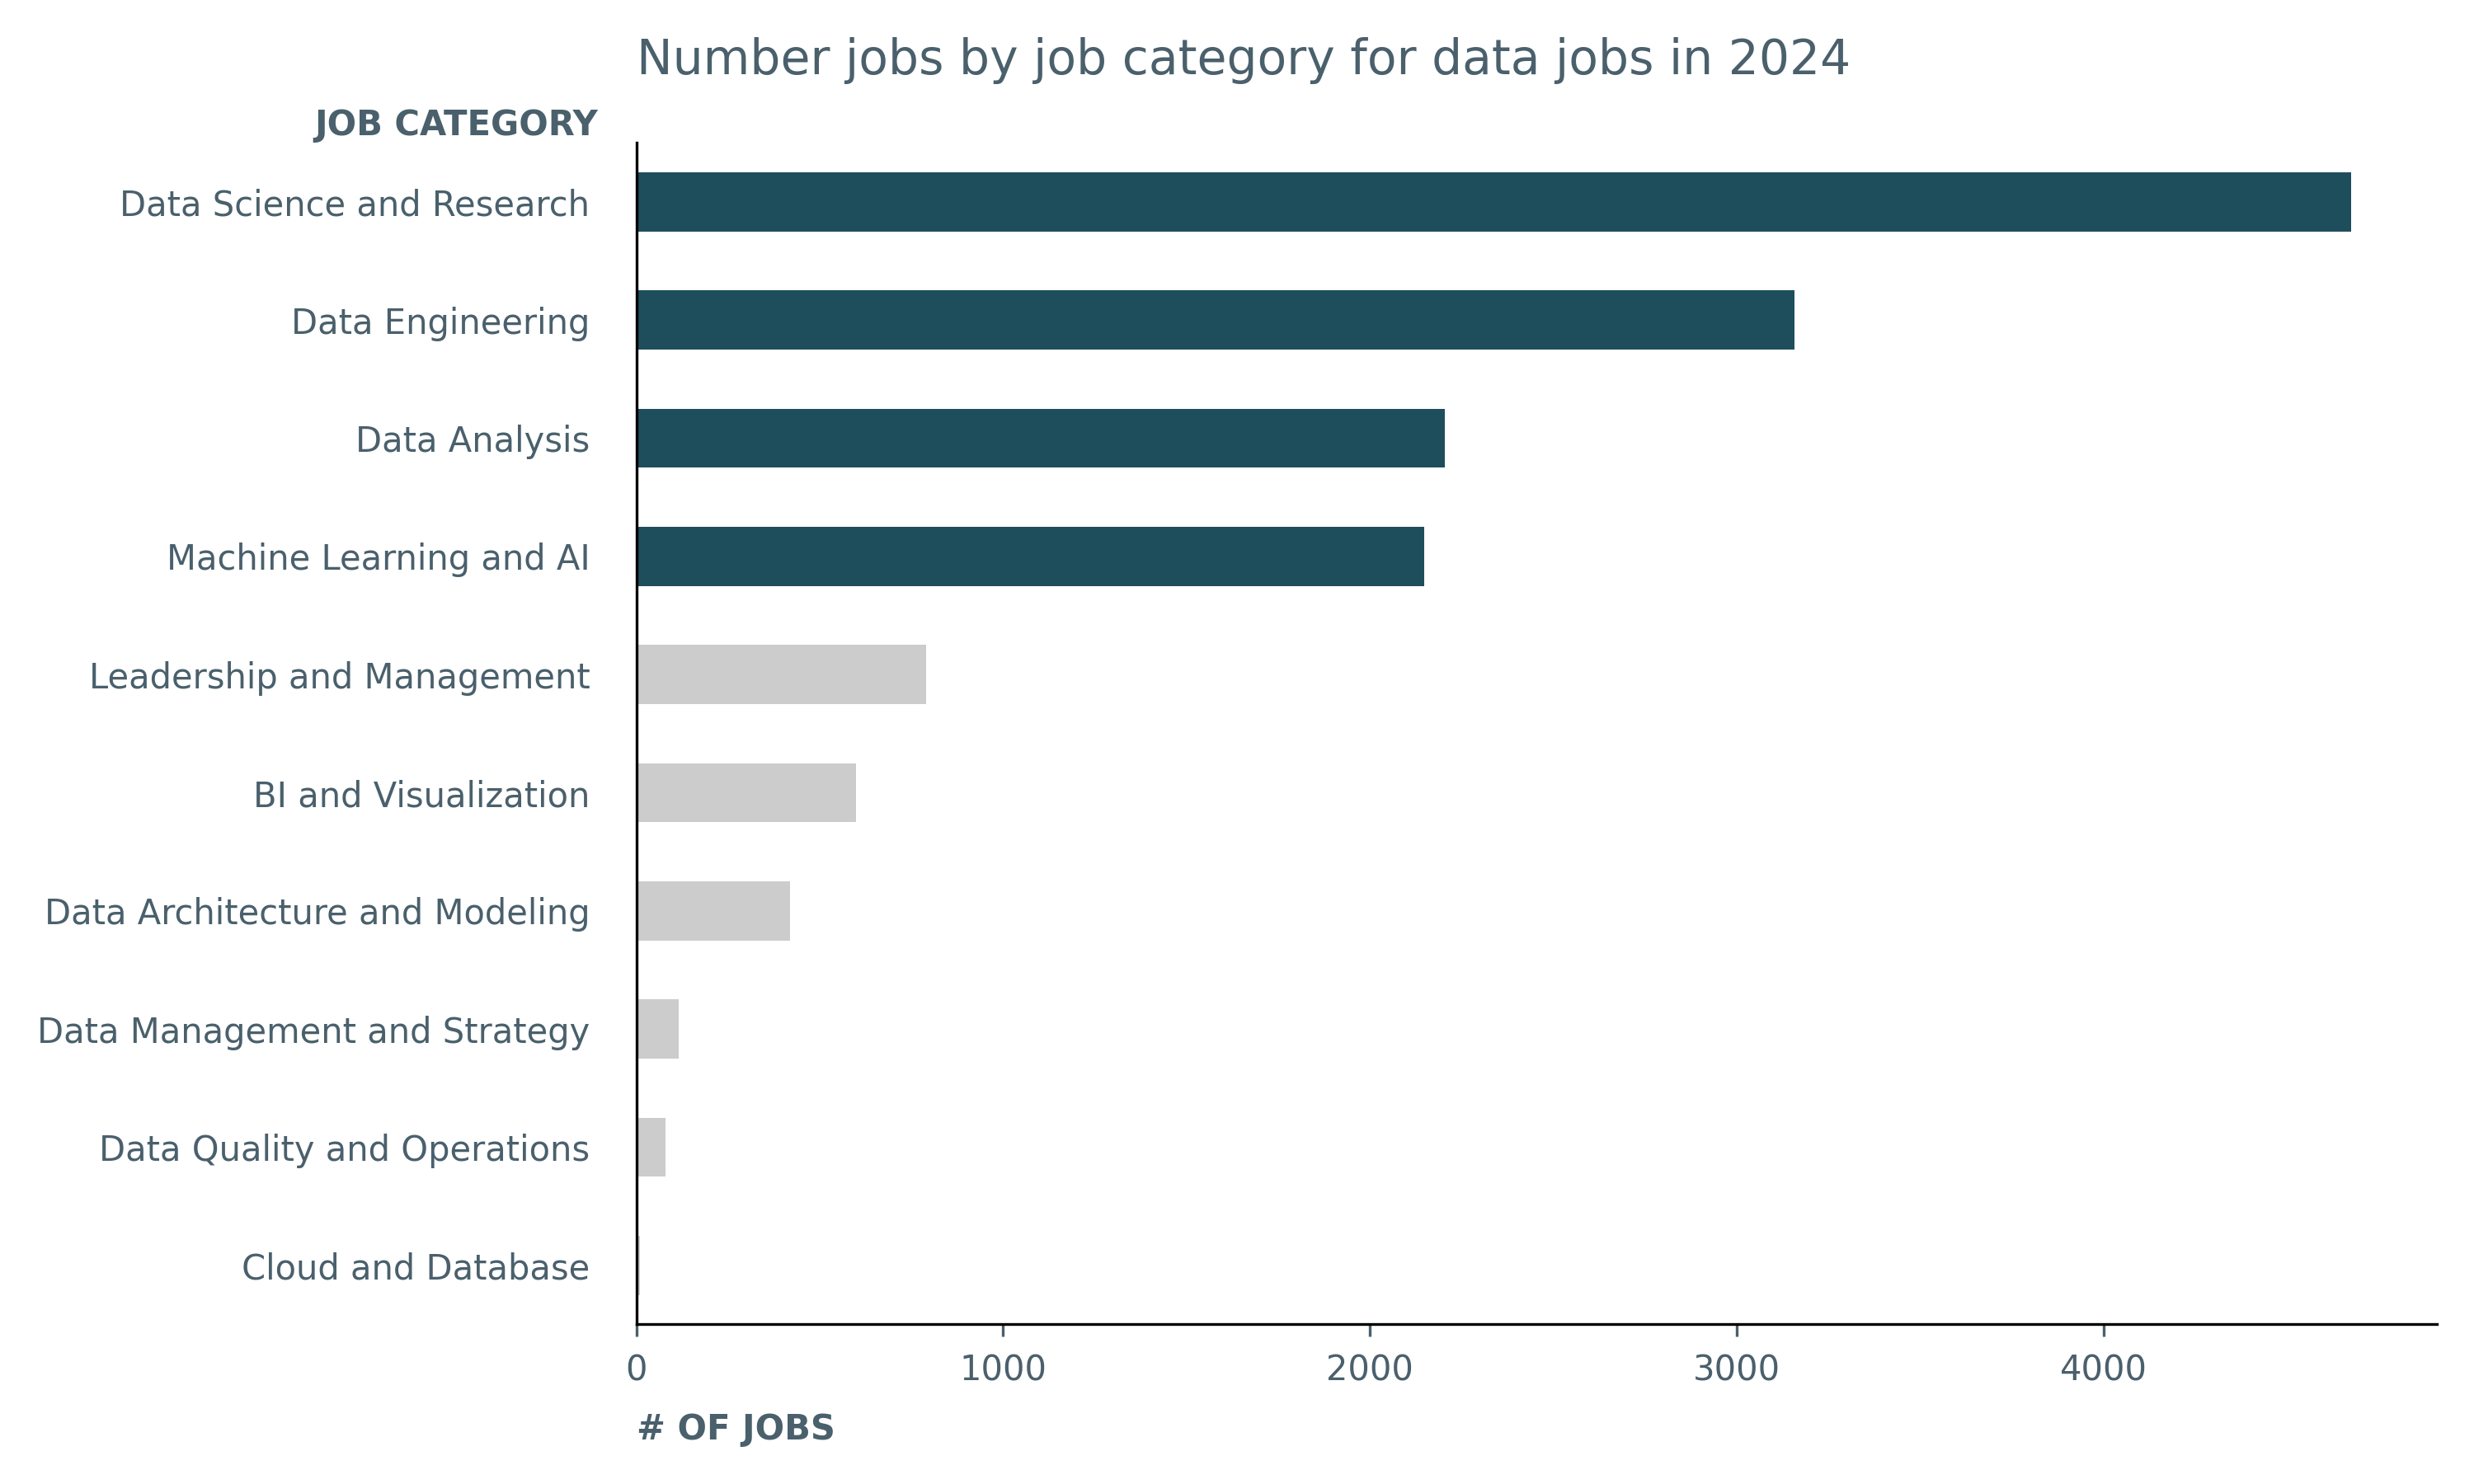 Number jobs by job category for data jobs in 2024
JOB CATEGORY
Data Science and Research
Data Engineering
Data Analysis
Machine Learning and AI
Leadership and Management
BI and Visualization
Data Architecture and Modeling
Data Management and Strategy
Data Quality and Operations
Cloud and Database
0 1000 2000 3000 4000
# OF JOBS